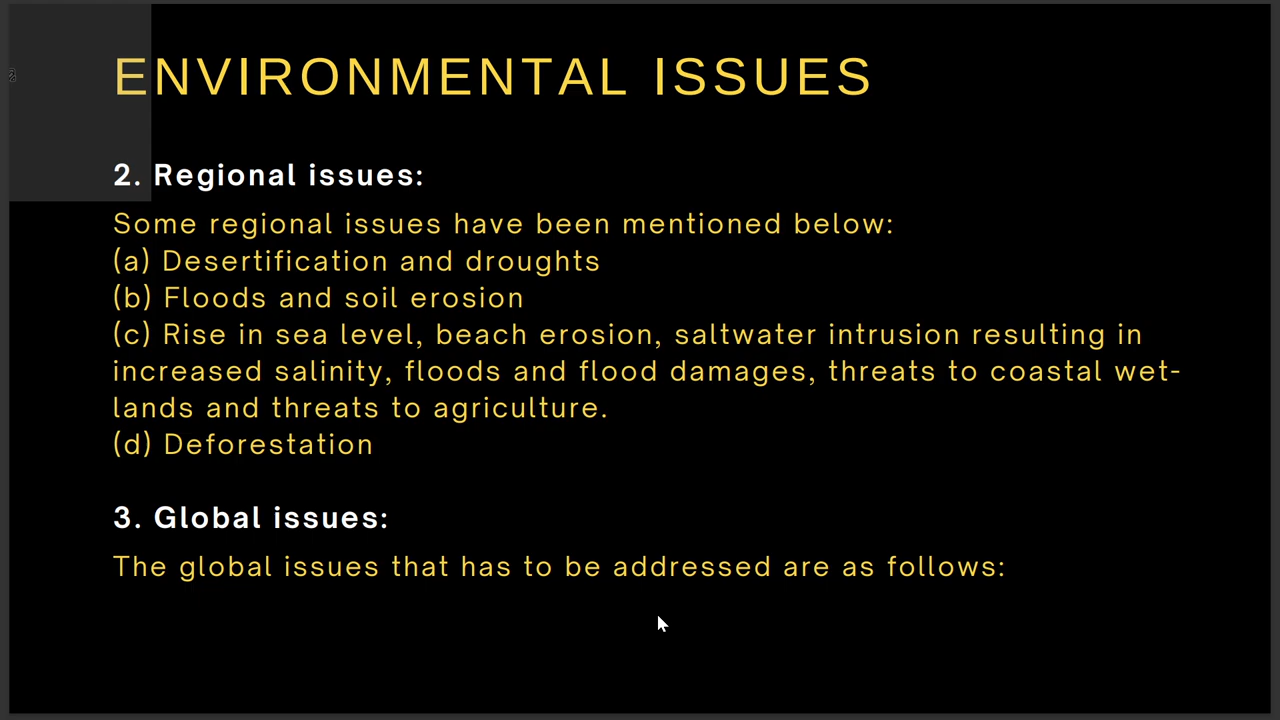 ENVIRONMENTAL ISSUES
2. Regional issues:
Some regional issues have been mentioned below:
(a) Desertification and droughts
(b) Floods and soil erosion
(c) Rise in sea level, beach erosion, saltwater intrusion resulting in
increased salinity, floods and flood damages, threats to coastal wet-
lands and threats to agriculture.
(d) Deforestation
3. Global issues:
The global issues that has to be addressed are as follows: